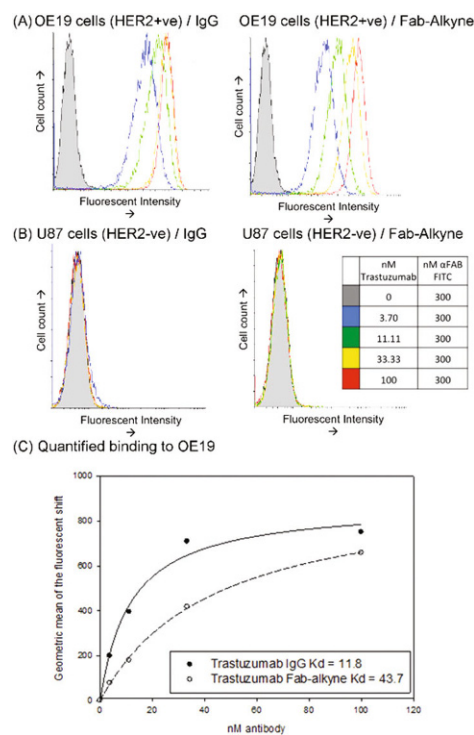 (A) OE19 cells (HER2+ve) / IgG
OE19 cells (HER2+ve) / Fab-Alkyne
Cell count →
Fluorescent Intensity
→
Cell count →
Fluorescent Intensity
→
(B) U87 cells (HER2-ve) / IgG
U87 cells (HER2-ve) / Fab-Alkyne
Cell count →
Fluorescent Intensity
→
Cell count →
Fluorescent Intensity
→
nM Trastuzumab nM αFAB FITC
0 300
3.70 300
11.11 300
33.33 300
100 300
(C) Quantified binding to OE19
Geometric mean of the fluorescent shift
1000
800
600
400
200
0
Trastuzumab IgG Kd = 11.8
Trastuzumab Fab-alkyne Kd = 43.7
0 20 40 60 80 100 120
nM antibody